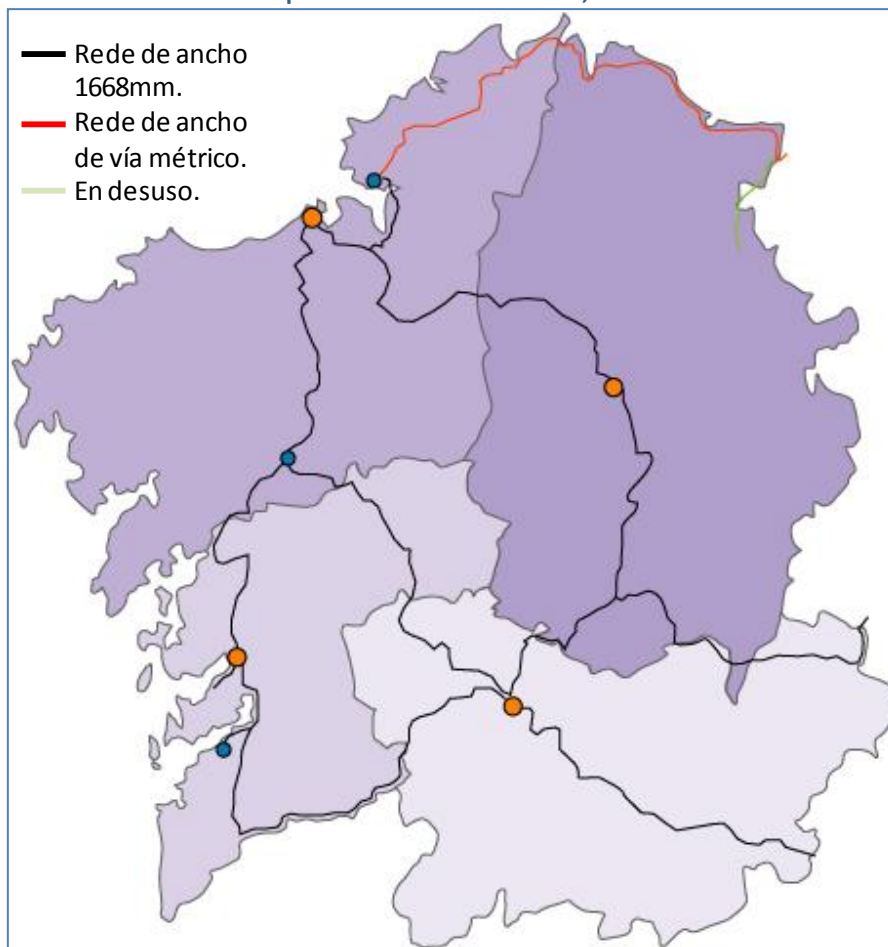 Rede de ancho
1668mm.
Rede de ancho
de vía métrico.
En desuso.